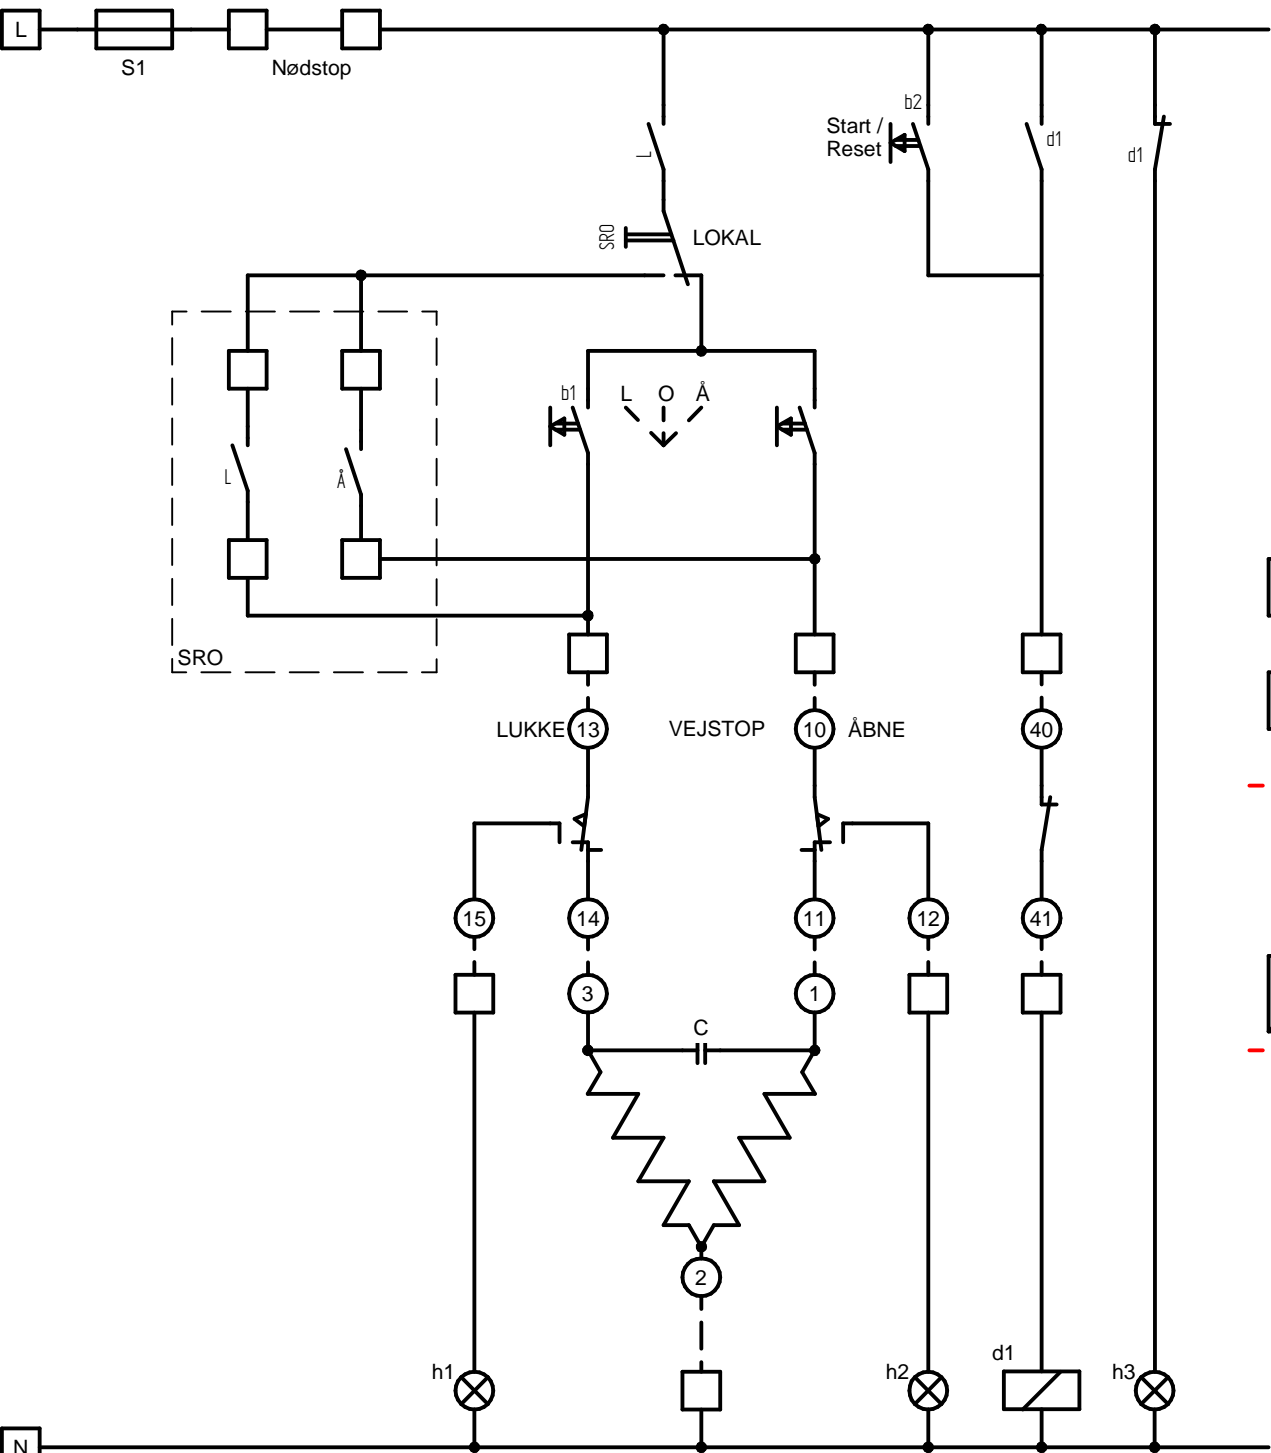 L
S1
Nødstop
b2
Start /
Reset
d1
d1
L
SRO
LOKAL
b1
L O Å
L
Å
SRO
LUKKE 13 VEJSTOP 10 ÅBNE 40
15 14 11 12 41
3 1
C
2
h1 h2 d1 h3
N